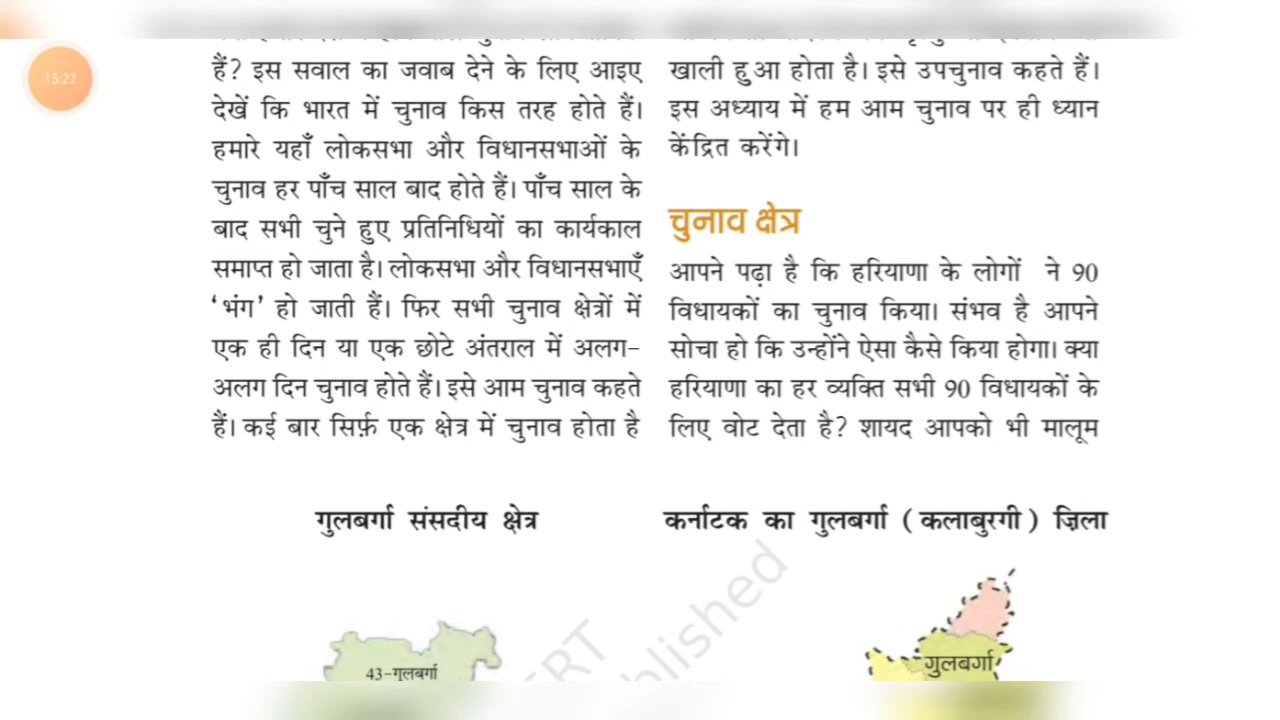 15:27
हैं? इस सवाल का जवाब देने के लिए आइए
देखें कि भारत में चुनाव किस तरह होते हैं।
हमारे यहाँ लोकसभा और विधानसभाओं के
चुनाव हर पाँच साल बाद होते हैं। पाँच साल के
बाद सभी चुने हुए प्रतिनिधियों का कार्यकाल
समाप्त हो जाता है। लोकसभा और विधानसभाएँ
‘भंग’ हो जाती हैं। फिर सभी चुनाव क्षेत्रों में
एक ही दिन या एक छोटे अंतराल में अलग-
अलग दिन चुनाव होते हैं। इसे आम चुनाव कहते
हैं। कई बार सिर्फ़ एक क्षेत्र में चुनाव होता है
खाली हुआ होता है। इसे उपचुनाव कहते हैं।
इस अध्याय में हम आम चुनाव पर ही ध्यान
केंद्रित करेंगे।
चुनाव क्षेत्र
आपने पढ़ा है कि हरियाणा के लोगों ने 90
विधायकों का चुनाव किया। संभव है आपने
सोचा हो कि उन्होंने ऐसा कैसे किया होगा। क्या
हरियाणा का हर व्यक्ति सभी 90 विधायकों के
लिए वोट देता है? शायद आपको भी मालूम
गुलबर्गा संसदीय क्षेत्र
कर्नाटक का गुलबर्गा (कलाबुरगी) ज़िला
43-गुलबर्गा
गुलबर्गा